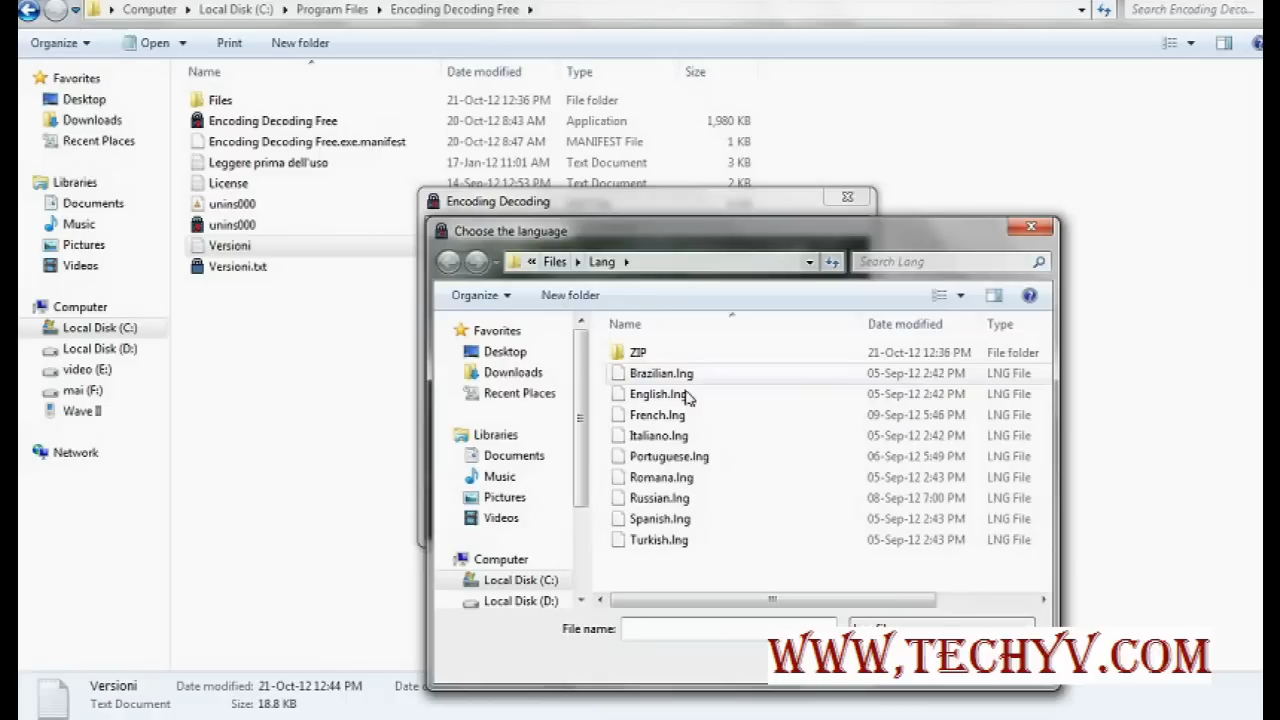 Computer Local Disk (C:) Program Files Encoding Decoding Free Search Encoding Deco...
Organize Open Print New folder
Favorites
Desktop
Downloads
Recent Places
Libraries
Documents
Music
Pictures
Videos
Computer
Local Disk (C:)
Local Disk (D:)
video (E:)
mai (F:)
Wave II
Network
Name Date modified Type Size
Files 21-Oct-12 12:36 PM File folder
Encoding Decoding Free 20-Oct-12 8:43 AM Application 1,980 KB
Encoding Decoding Free.exe.manifest 20-Oct-12 8:47 AM MANIFEST File 1 KB
Leggere prima dell'uso 17-Jan-12 11:01 AM Text Document 3 KB
License 14-Sep-12 12:53 PM Text Document 2 KB
unins000
unins000
Versioni
Versioni.txt
Encoding Decoding
Choose the language
« Files Lang Search Lang
Organize New folder
Favorites
Desktop
Downloads
Recent Places
Libraries
Documents
Music
Pictures
Videos
Computer
Local Disk (C:)
Local Disk (D:)
Name Date modified Type
ZIP 21-Oct-12 12:36 PM File folder
Brazilian.lng 05-Sep-12 2:42 PM LNG File
English.lng 05-Sep-12 2:42 PM LNG File
French.lng 09-Sep-12 5:46 PM LNG File
Italiano.lng 05-Sep-12 2:42 PM LNG File
Portuguese.lng 06-Sep-12 5:49 PM LNG File
Romana.lng 05-Sep-12 2:43 PM LNG File
Russian.lng 08-Sep-12 7:00 PM LNG File
Spanish.lng 05-Sep-12 2:43 PM LNG File
Turkish.lng 05-Sep-12 2:43 PM LNG File
File name:
WWW.TECHYV.COM
Versioni Date modified: 21-Oct-12 12:44 PM Date
Text Document Size: 18.8 KB